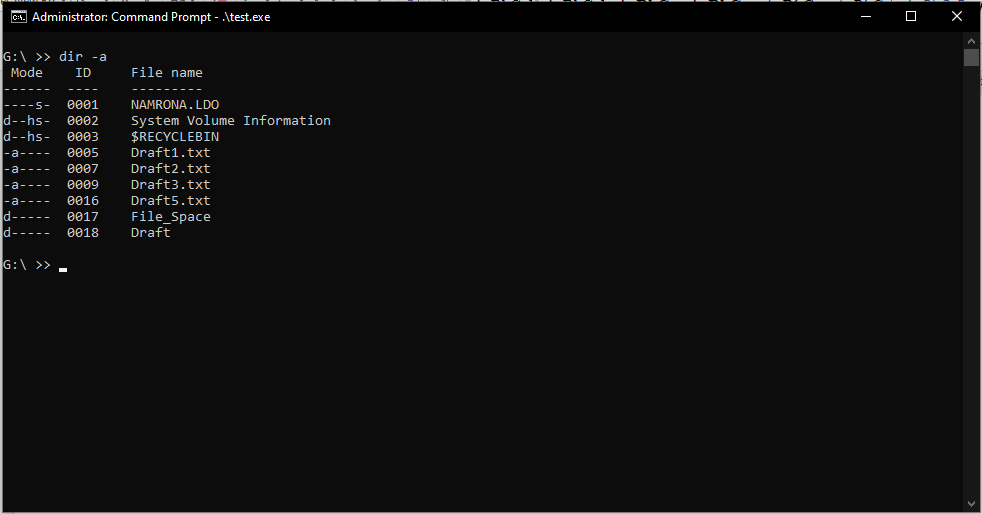 Administrator: Command Prompt - .\test.exe
G:\ >> dir -a
 Mode    ID     File name
------  ----    ---------
----s-  0001    NAMRONA.LDO
d--hs-  0002    System Volume Information
d--hs-  0003    $RECYCLEBIN
-a----  0005    Draft1.txt
-a----  0007    Draft2.txt
-a----  0009    Draft3.txt
-a----  0016    Draft5.txt
d-----  0017    File_Space
d-----  0018    Draft
G:\ >>